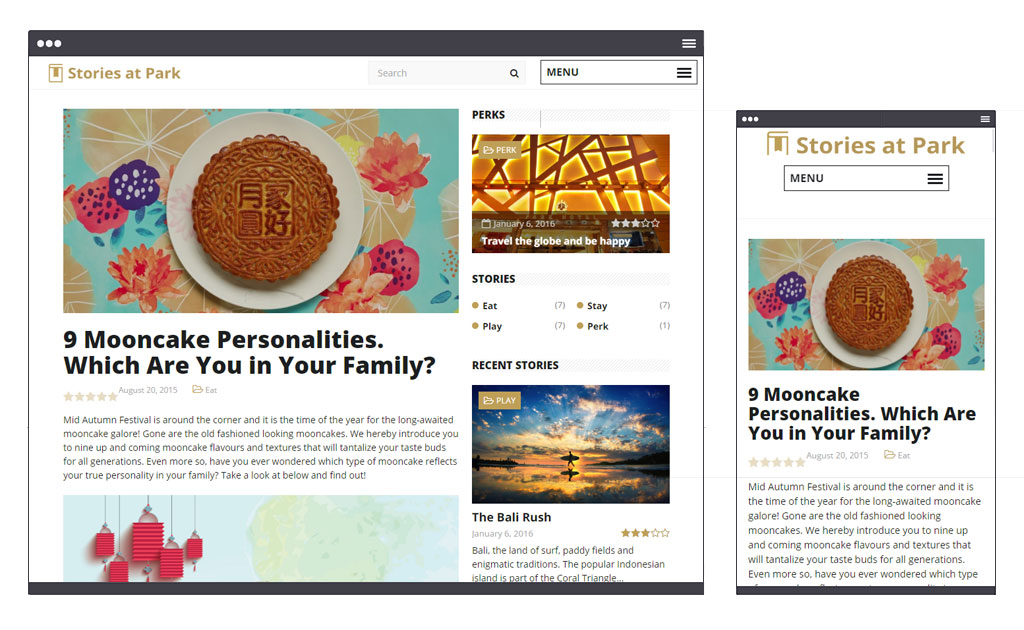 Stories at Park
Search
MENU
月家
餅好
9 Mooncake Personalities.
Which Are You in Your Family?
August 20, 2015
Eat
Mid Autumn Festival is around the corner and it is the time of the year for the long-awaited
mooncake galore! Gone are the old fashioned looking mooncakes. We hereby introduce you
to nine up and coming mooncake flavours and textures that will tantalize your taste buds
for all generations. Even more so, have you ever wondered which type of mooncake reflects
your true personality in your family? Take a look at below and find out!
PERKS
PERK
January 6, 2016
Travel the globe and be happy
STORIES
Eat (7) Stay (7)
Play (7) Perk (1)
RECENT STORIES
PLAY
The Bali Rush
January 6, 2016
Bali, the land of surf, paddy fields and
enigmatic traditions. The popular Indonesian
island is part of the Coral Triangle...
Stories at Park
MENU
9 Mooncake
Personalities. Which Are
You in Your Family?
August 20, 2015
Eat
Mid Autumn Festival is around the corner and it is
the time of the year for the long-awaited mooncake
galore! Gone are the old fashioned looking
mooncakes. We hereby introduce you to nine up
and coming mooncake flavours and textures that
will tantalize your taste buds for all generations.
Even more so, have you ever wondered which type